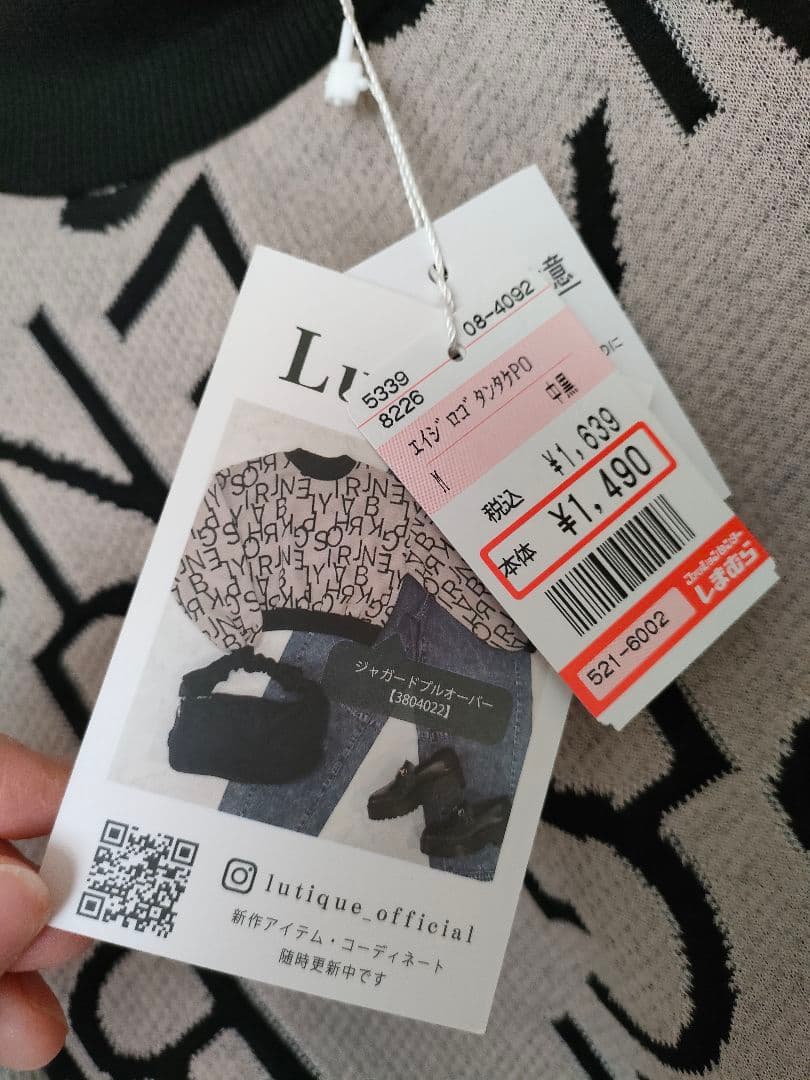 Lu
ジャガードプルオーバー
【3804022】
lutique_official
新作アイテム・コーディネート
随時更新中です
意
りに
08-4092
5339
8226
ｴｲｼﾞ ﾛｺﾞ ﾀﾝﾀｹPO
M 中黒
税込 ¥1,639
本体 ¥1,490
しまむら
521-6002